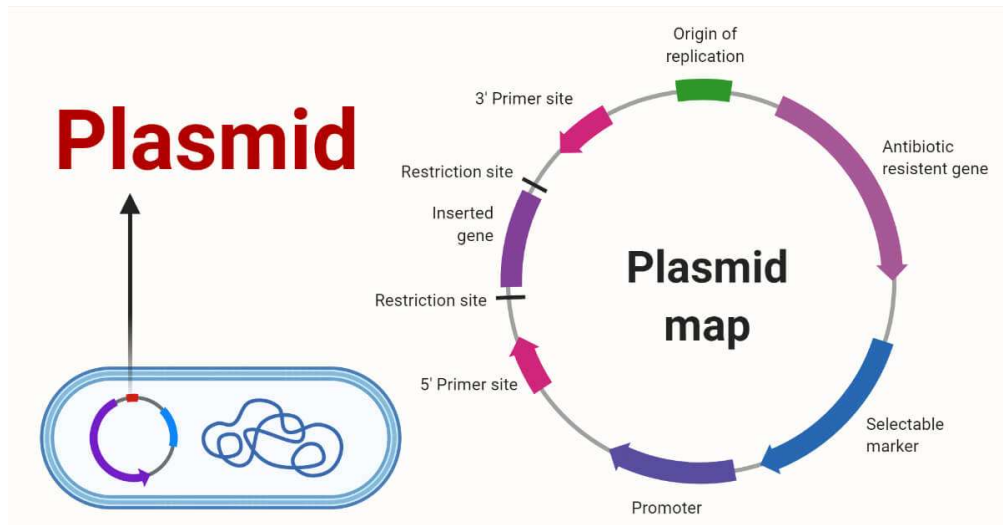 Plasmid
Origin of
replication
3' Primer site
Antibiotic
resistent gene
Restriction site
Inserted
gene
Plasmid
map
Restriction site
5' Primer site
Selectable
marker
Promoter